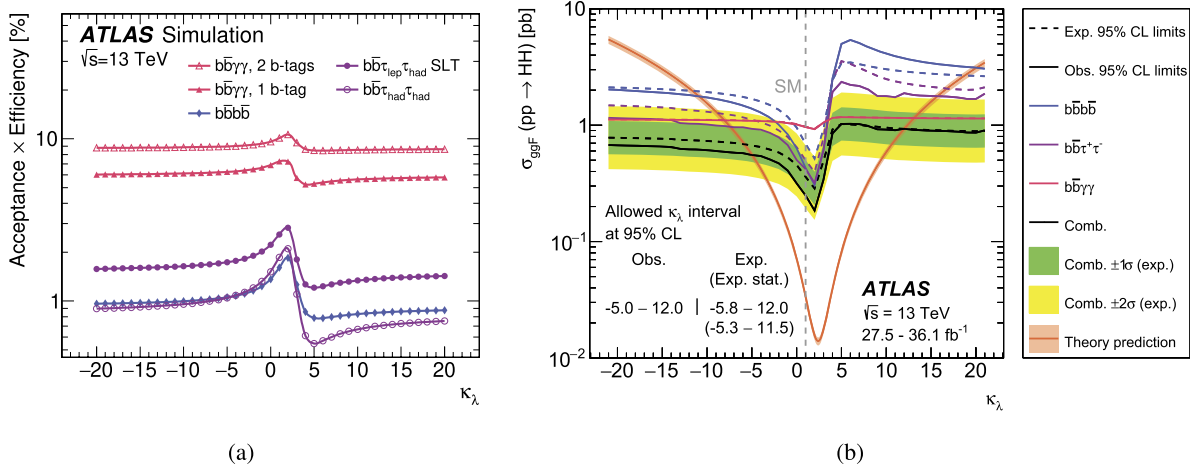 ATLAS Simulation
√s=13 TeV
bb̄γγ, 2 b-tags
bb̄γγ, 1 b-tag
bb̄bb̄
bb̄τlepτhad SLT
bb̄τhadτhad
Acceptance × Efficiency [%]
10
1
−20 −15 −10 −5 0 5 10 15 20
κλ
(a)
σggF (pp → HH) [pb]
10
1
10⁻¹
10⁻²
SM
Allowed κλ interval
at 95% CL
Obs. Exp.
(Exp. stat.)
-5.0 – 12.0 | -5.8 – 12.0
(-5.3 – 11.5)
ATLAS
√s = 13 TeV
27.5 - 36.1 fb⁻¹
−20 −15 −10 −5 0 5 10 15 20
κλ
Exp. 95% CL limits
Obs. 95% CL limits
bb̄bb̄
bb̄τ⁺τ⁻
bb̄γγ
Comb.
Comb. ±1σ (exp.)
Comb. ±2σ (exp.)
Theory prediction
(b)